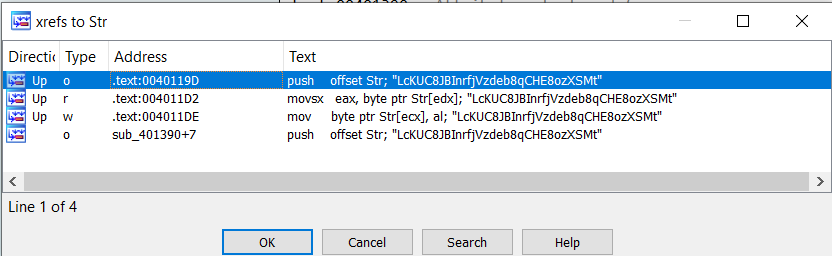 xrefs to Str
Directic Type Address Text
Up o .text:0040119D push offset Str; "LcKUC8JBInrfjVzdeb8qCHE8ozXSMt"
Up r .text:004011D2 movsx eax, byte ptr Str[edx]; "LcKUC8JBInrfjVzdeb8qCHE8ozXSMt"
Up w .text:004011DE mov byte ptr Str[ecx], al; "LcKUC8JBInrfjVzdeb8qCHE8ozXSMt"
o sub_401390+7 push offset Str; "LcKUC8JBInrfjVzdeb8qCHE8ozXSMt"
Line 1 of 4
OK Cancel Search Help